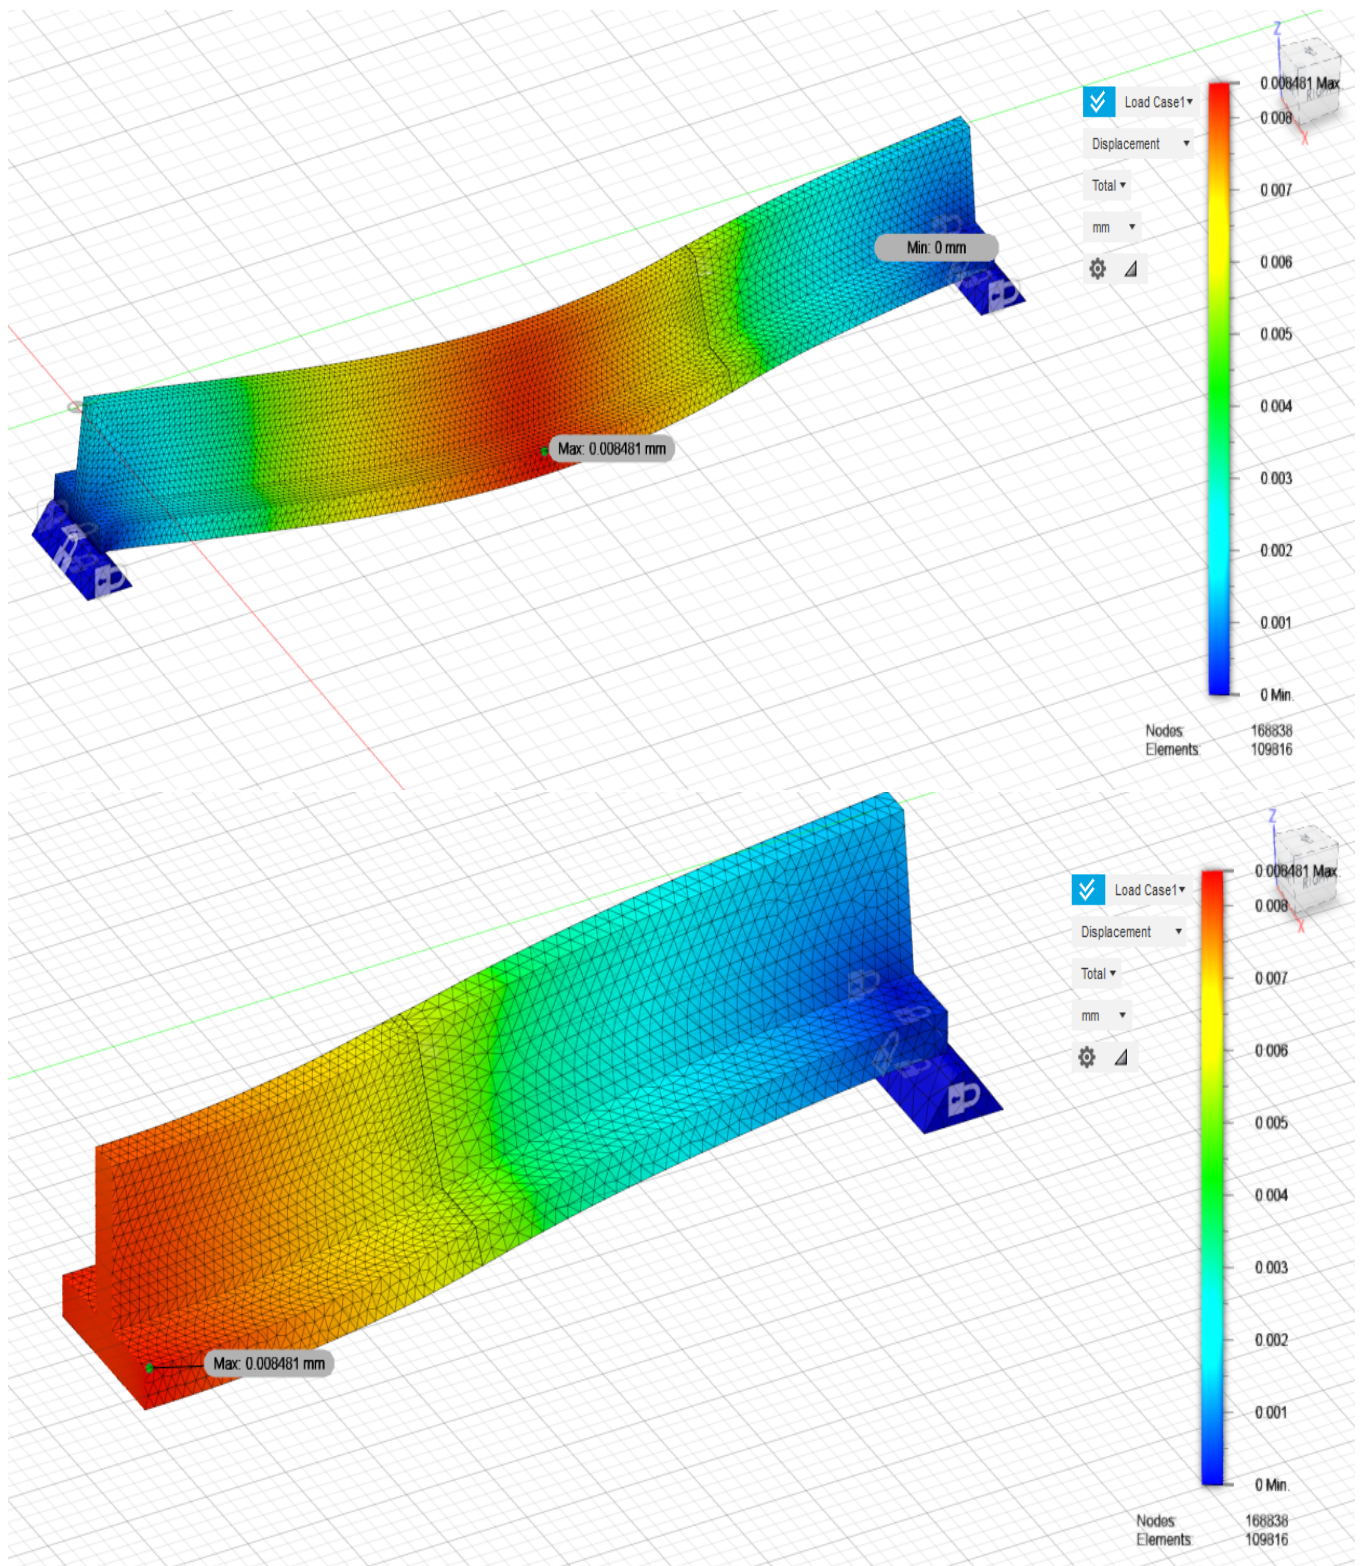 Z
0.008481 Max.
RIGHT
Load Case1
0.008
X
Displacement
Total
0.007
mm
Min: 0 mm
0.006
0.005
0.004
Max: 0.008481 mm
0.003
0.002
0.001
0 Min.
Nodes: 168838
Elements: 109816
Z
0.008481 Max.
RIGHT
Load Case1
0.008
X
Displacement
Total
0.007
mm
0.006
0.005
0.004
0.003
Max: 0.008481 mm
0.002
0.001
0 Min.
Nodes: 168838
Elements: 109816